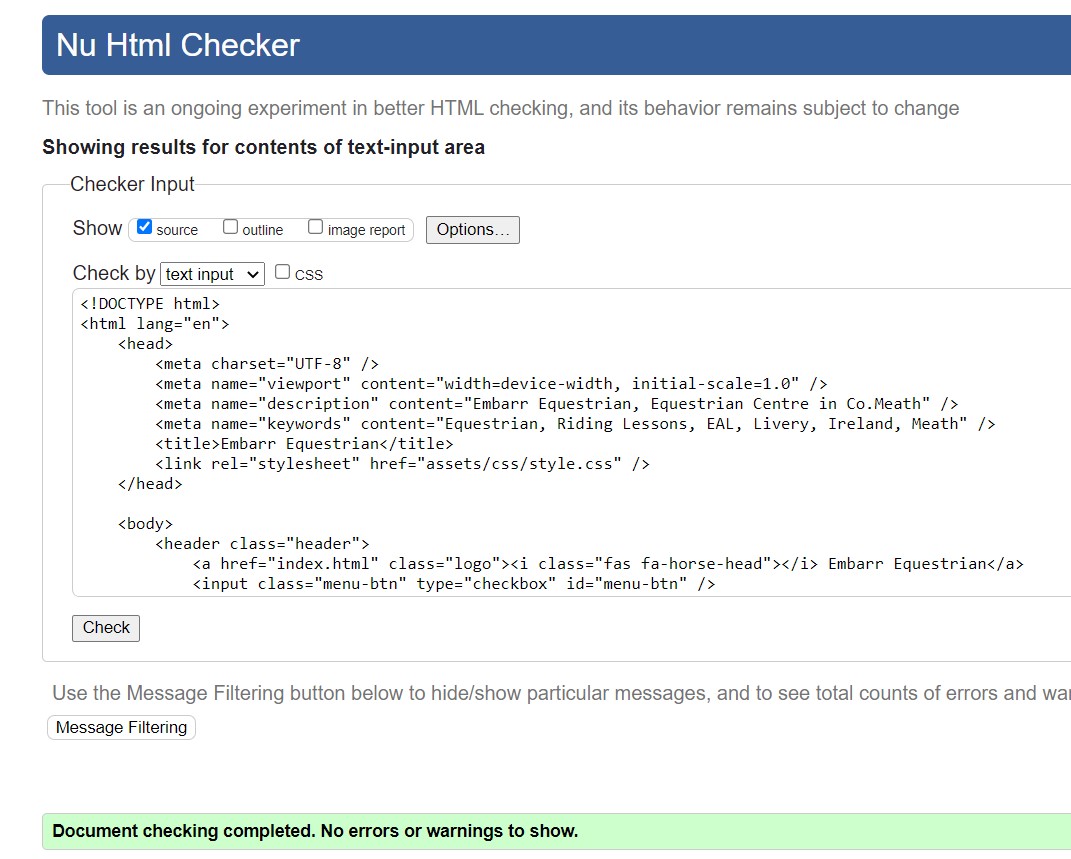 Nu Html Checker
This tool is an ongoing experiment in better HTML checking, and its behavior remains subject to change
Showing results for contents of text-input area
Checker Input
Show source outline image report Options...
Check by text input CSS
<!DOCTYPE html>
<html lang="en">
    <head>
        <meta charset="UTF-8" />
        <meta name="viewport" content="width=device-width, initial-scale=1.0" />
        <meta name="description" content="Embarr Equestrian, Equestrian Centre in Co.Meath" />
        <meta name="keywords" content="Equestrian, Riding Lessons, EAL, Livery, Ireland, Meath" />
        <title>Embarr Equestrian</title>
        <link rel="stylesheet" href="assets/css/style.css" />
    </head>

    <body>
        <header class="header">
            <a href="index.html" class="logo"><i class="fas fa-horse-head"></i> Embarr Equestrian</a>
            <input class="menu-btn" type="checkbox" id="menu-btn" />
Check
Use the Message Filtering button below to hide/show particular messages, and to see total counts of errors and
Message Filtering
Document checking completed. No errors or warnings to show.